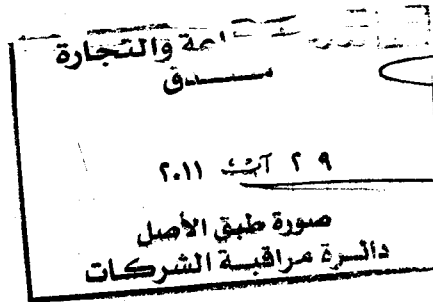 والتجارة
مصدق
٢٩ آب ٢٠١١
صورة طبق الأصل
دائرة مراقبة الشركات